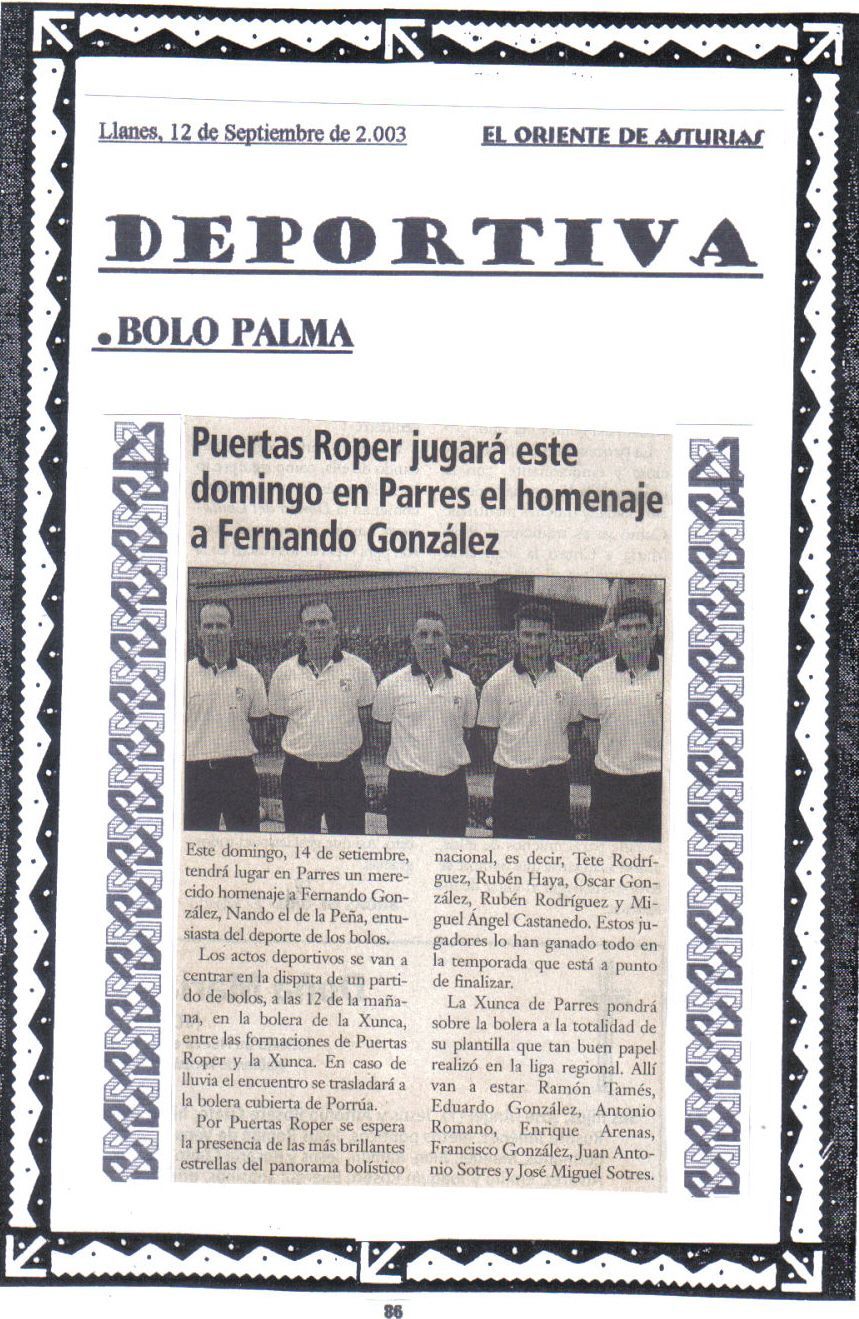 Llanes, 12 de Septiembre de 2.003
EL ORIENTE DE ASTURIAS
DEPORTIVA
.BOLO PALMA
Puertas Roper jugará este
domingo en Parres el homenaje
a Fernando González
Este domingo, 14 de setiembre,
tendrá lugar en Parres un mere-
cido homenaje a Fernando Gon-
zález, Nando el de la Peña, entu-
siasta del deporte de los bolos.
Los actos deportivos se van a
centrar en la disputa de un parti-
do de bolos, a las 12 de la maña-
na, en la bolera de la Xunca,
entre las formaciones de Puertas
Roper y la Xunca. En caso de
lluvia el encuentro se trasladará a
la bolera cubierta de Porrúa.
Por Puertas Roper se espera
la presencia de las más brillantes
estrellas del panorama bolístico
nacional, es decir, Tete Rodrí-
guez, Rubén Haya, Oscar Gon-
zález, Rubén Rodríguez y Mi-
guel Ángel Castanedo. Estos ju-
gadores lo han ganado todo en
la temporada que está a punto
de finalizar.
La Xunca de Parres pondrá
sobre la bolera a la totalidad de
su plantilla que tan buen papel
realizó en la liga regional. Allí
van a estar Ramón Tamés,
Eduardo González, Antonio
Romano, Enrique Arenas,
Francisco González, Juan Anto-
nio Sotres y José Miguel Sotres.
86